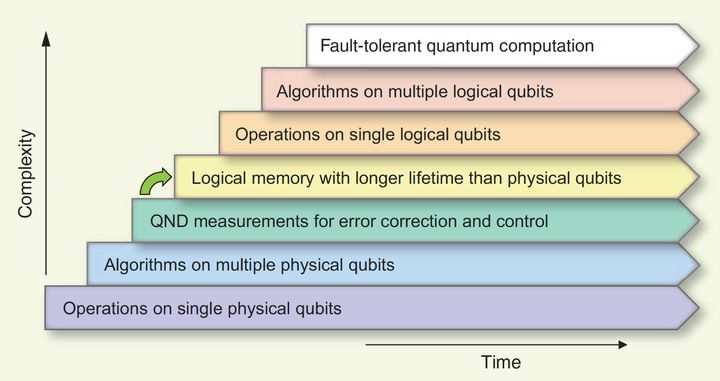 Fault-tolerant quantum computation
Algorithms on multiple logical qubits
Operations on single logical qubits
Logical memory with longer lifetime than physical qubits
QND measurements for error correction and control
Algorithms on multiple physical qubits
Operations on single physical qubits
Complexity
Time